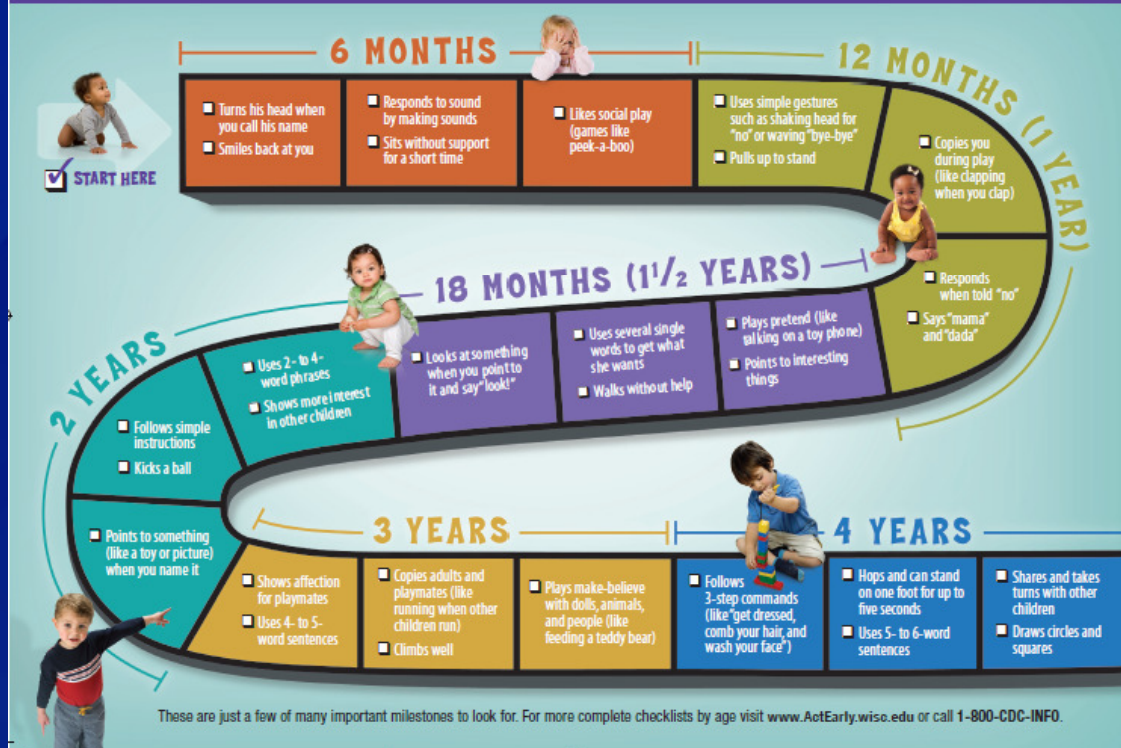 6 MONTHS
12 MONTHS (1 YEAR)
START HERE
Turns his head when
you call his name
Smiles back at you
Responds to sound
by making sounds
Sits without support
for a short time
Likes social play
(games like
peek-a-boo)
Uses simple gestures
such as shaking head for
"no" or waving "bye-bye"
Pulls up to stand
Copies you
during play
(like clapping
when you clap)
Responds
when told "no"
Says "mama"
and "dada"
18 MONTHS (1 1/2 YEARS)
Plays pretend (like
talking on a toy phone)
Points to interesting
things
Uses several single
words to get what
she wants
Walks without help
Looks at something
when you point to
it and say "look!"
2 YEARS
Uses 2- to 4-
word phrases
Shows more interest
in other children
Follows simple
instructions
Kicks a ball
Points to something
(like a toy or picture)
when you name it
3 YEARS
Shows affection
for playmates
Uses 4- to 5-
word sentences
Copies adults and
playmates (like
running when other
children run)
Climbs well
Plays make-believe
with dolls, animals,
and people (like
feeding a teddy bear)
4 YEARS
Follows
3-step commands
(like "get dressed,
comb your hair, and
wash your face")
Hops and can stand
on one foot for up to
five seconds
Uses 5- to 6-word
sentences
Shares and takes
turns with other
children
Draws circles and
squares
These are just a few of many important milestones to look for. For more complete checklists by age visit www.ActEarly.wisc.edu or call 1-800-CDC-INFO.